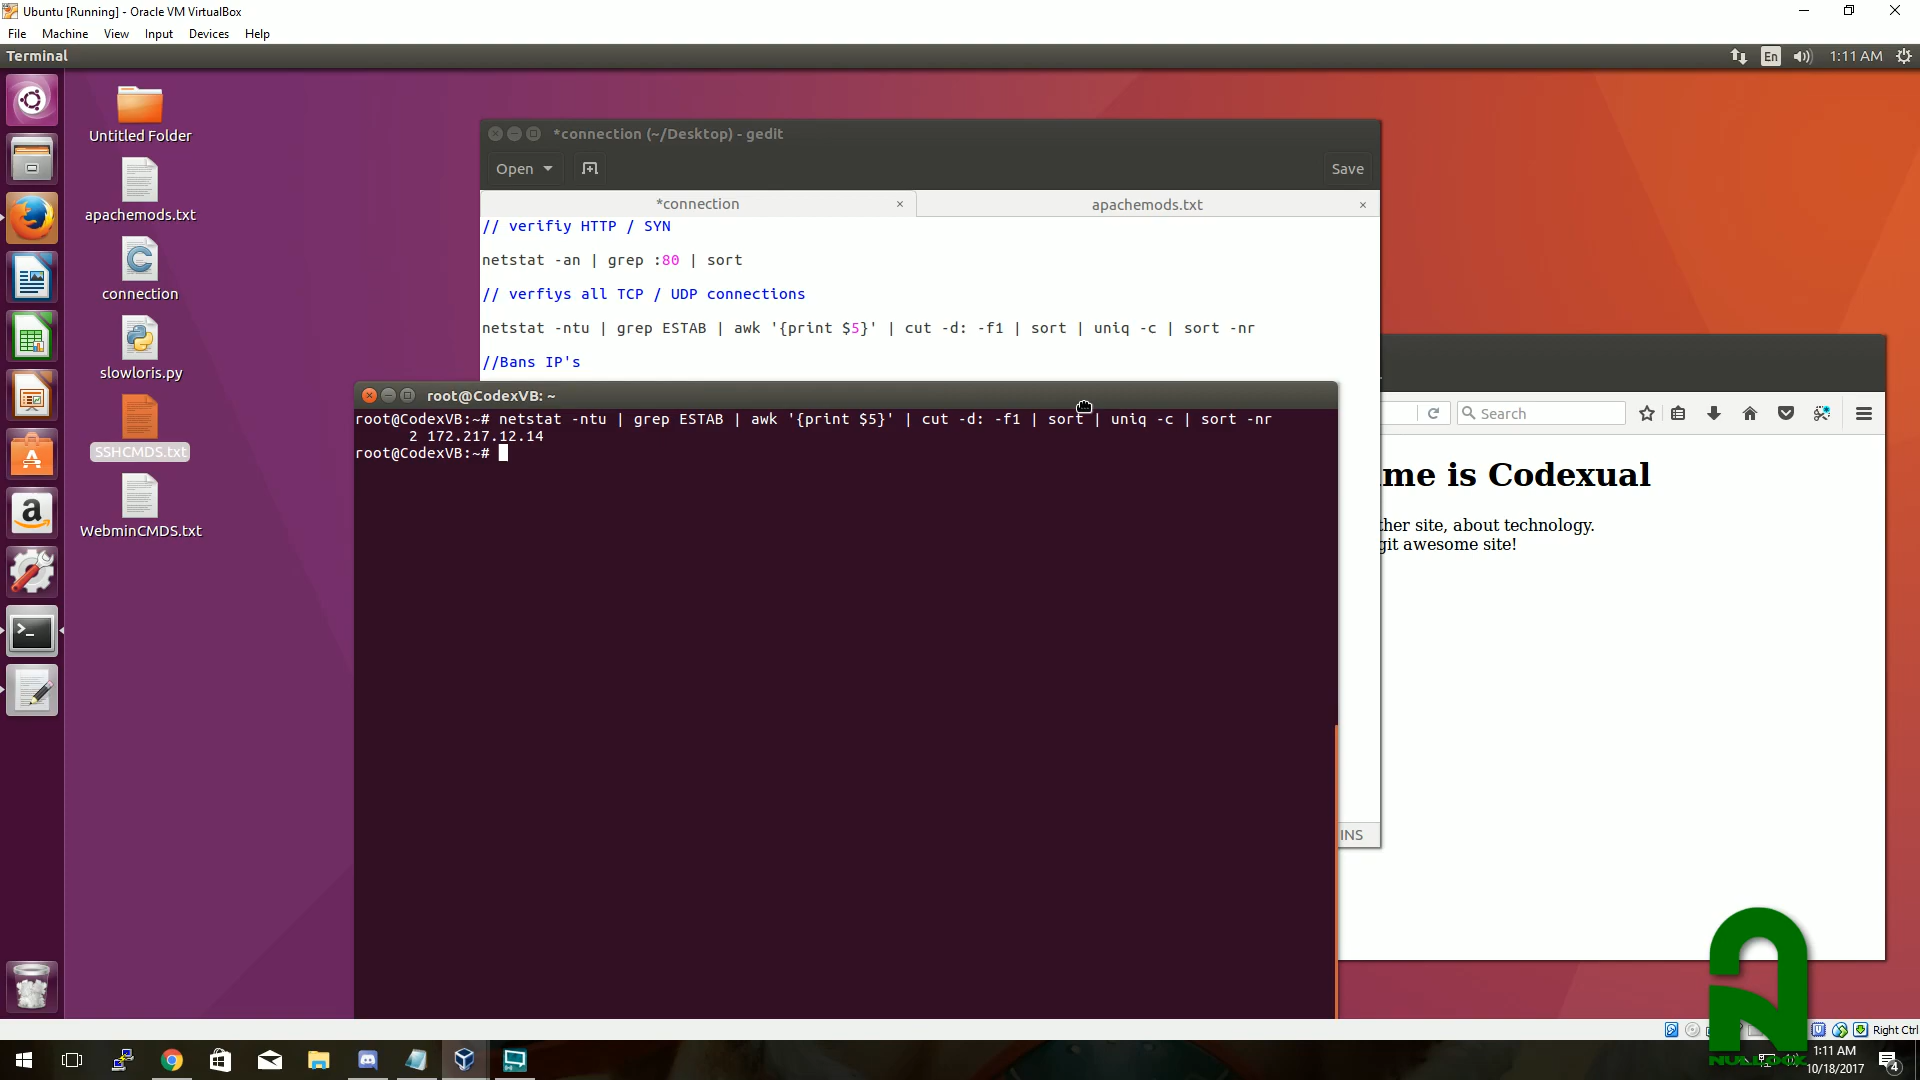 Ubuntu [Running] - Oracle VM VirtualBox
File Machine View Input Devices Help
Terminal
En
1:11 AM
Untitled Folder
apachemods.txt
connection
slowloris.py
SSHCMDS.txt
WebminCMDS.txt
*connection (~/Desktop) - gedit
Open
Save
*connection
apachemods.txt
// verifiy HTTP / SYN
netstat -an | grep :80 | sort
// verfiys all TCP / UDP connections
netstat -ntu | grep ESTAB | awk '{print $5}' | cut -d: -f1 | sort | uniq -c | sort -nr
//Bans IP's
root@CodexVB: ~
root@CodexVB:~# netstat -ntu | grep ESTAB | awk '{print $5}' | cut -d: -f1 | sort | uniq -c | sort -nr
2 172.217.12.14
root@CodexVB:~#
Search
me is Codexual
ther site, about technology.
git awesome site!
INS
Right Ctrl
1:11 AM
10/18/2017
4